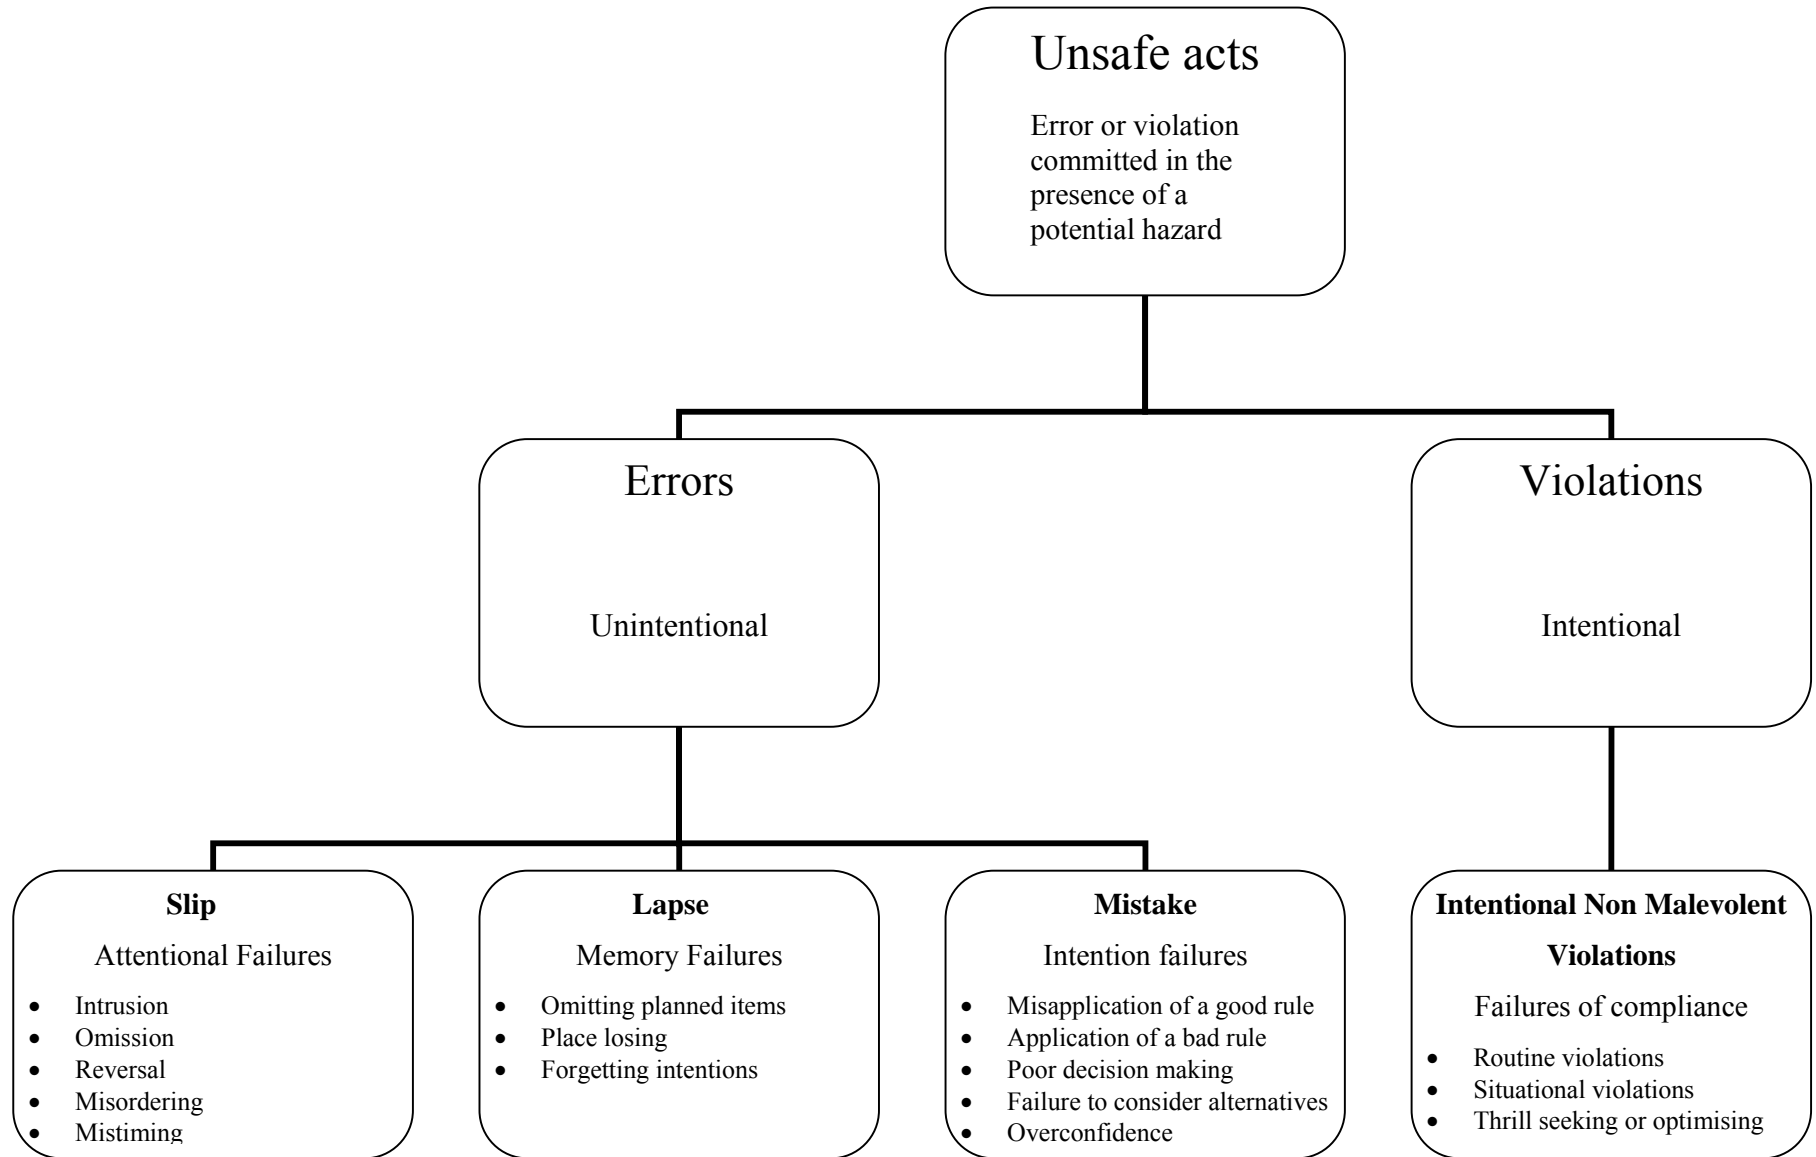 Unsafe acts
Error or violation
committed in the
presence of a
potential hazard
Errors
Unintentional
Violations
Intentional
Slip
Attentional Failures
• Intrusion
• Omission
• Reversal
• Misordering
• Mistiming
Lapse
Memory Failures
• Omitting planned items
• Place losing
• Forgetting intentions
Mistake
Intention failures
• Misapplication of a good rule
• Application of a bad rule
• Poor decision making
• Failure to consider alternatives
• Overconfidence
Intentional Non Malevolent
Violations
Failures of compliance
• Routine violations
• Situational violations
• Thrill seeking or optimising